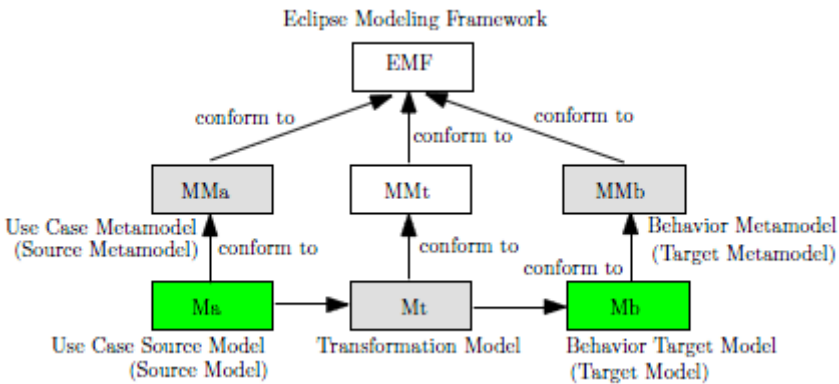 Eclipse Modeling Framework
EMF
conform to
conform to
conform to
MMa
MMt
MMb
Use Case Metamodel
(Source Metamodel)
conform to
conform to
conform to
Behavior Metamodel
(Target Metamodel)
Ma
Mt
Mb
Use Case Source Model
(Source Model)
Transformation Model
Behavior Target Model
(Target Model)